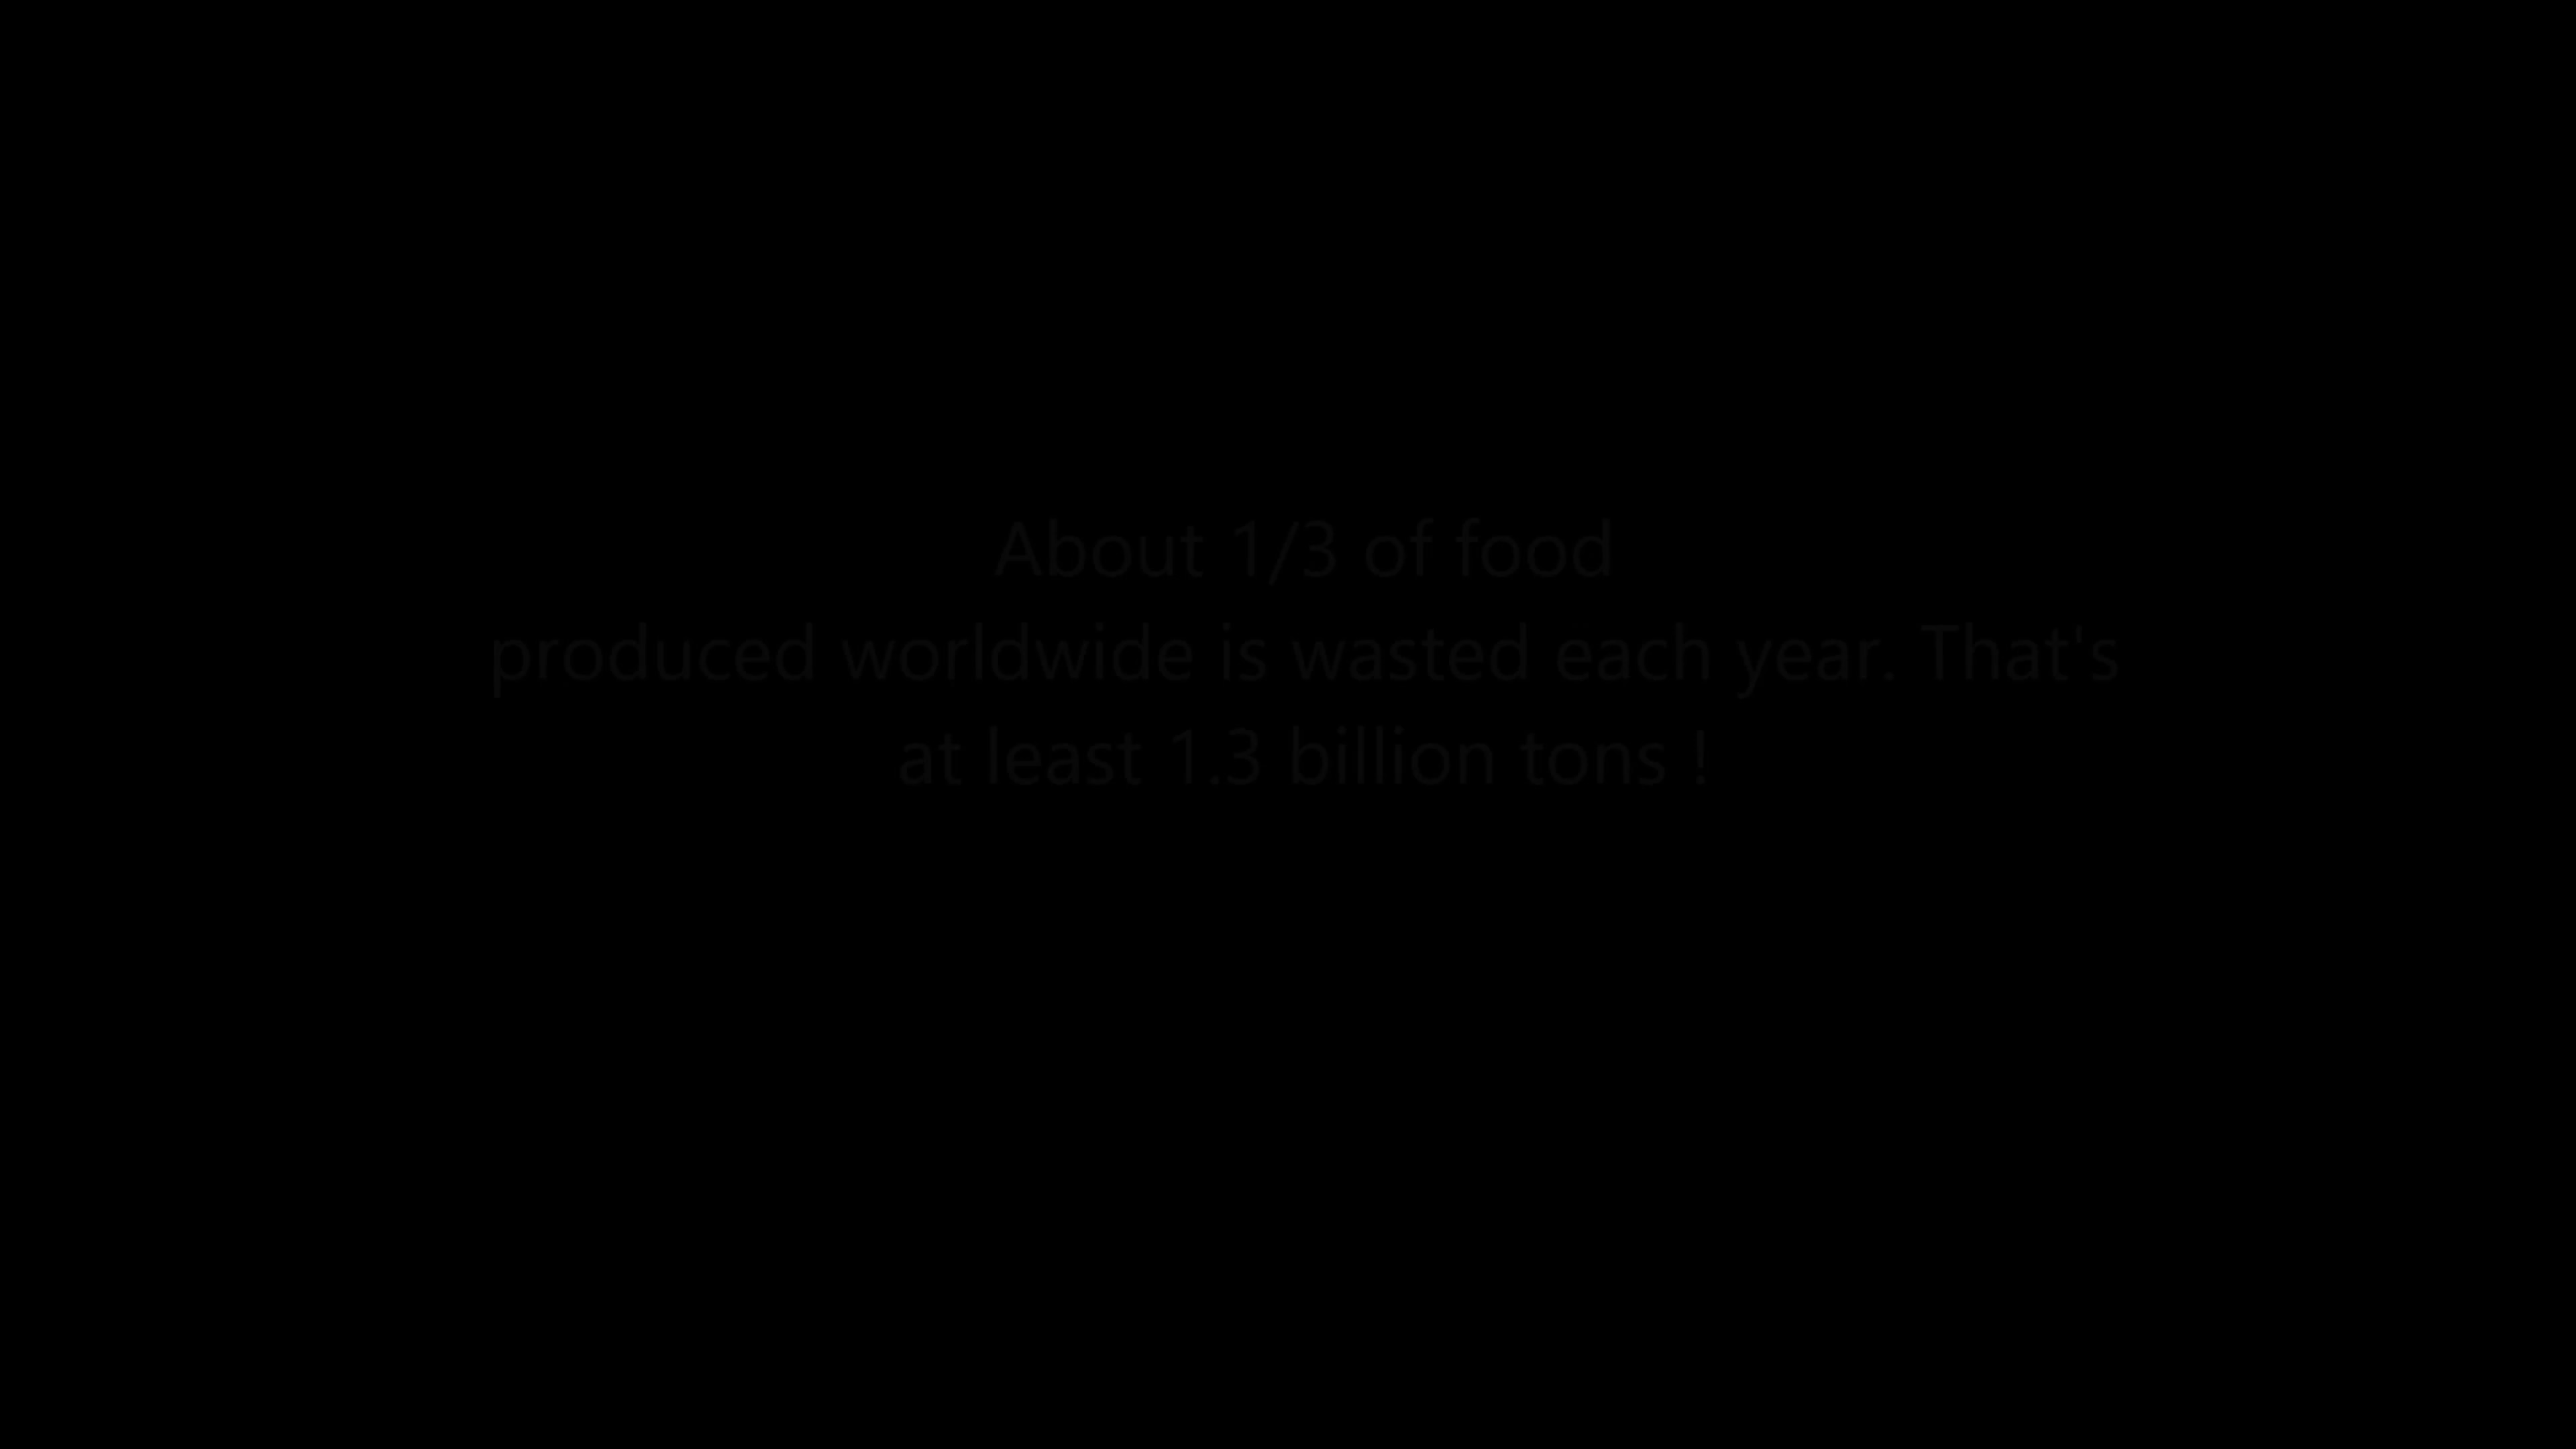 About 1/3 of food
produced worldwide is wasted each year. That's
at least 1.3 billion tons !